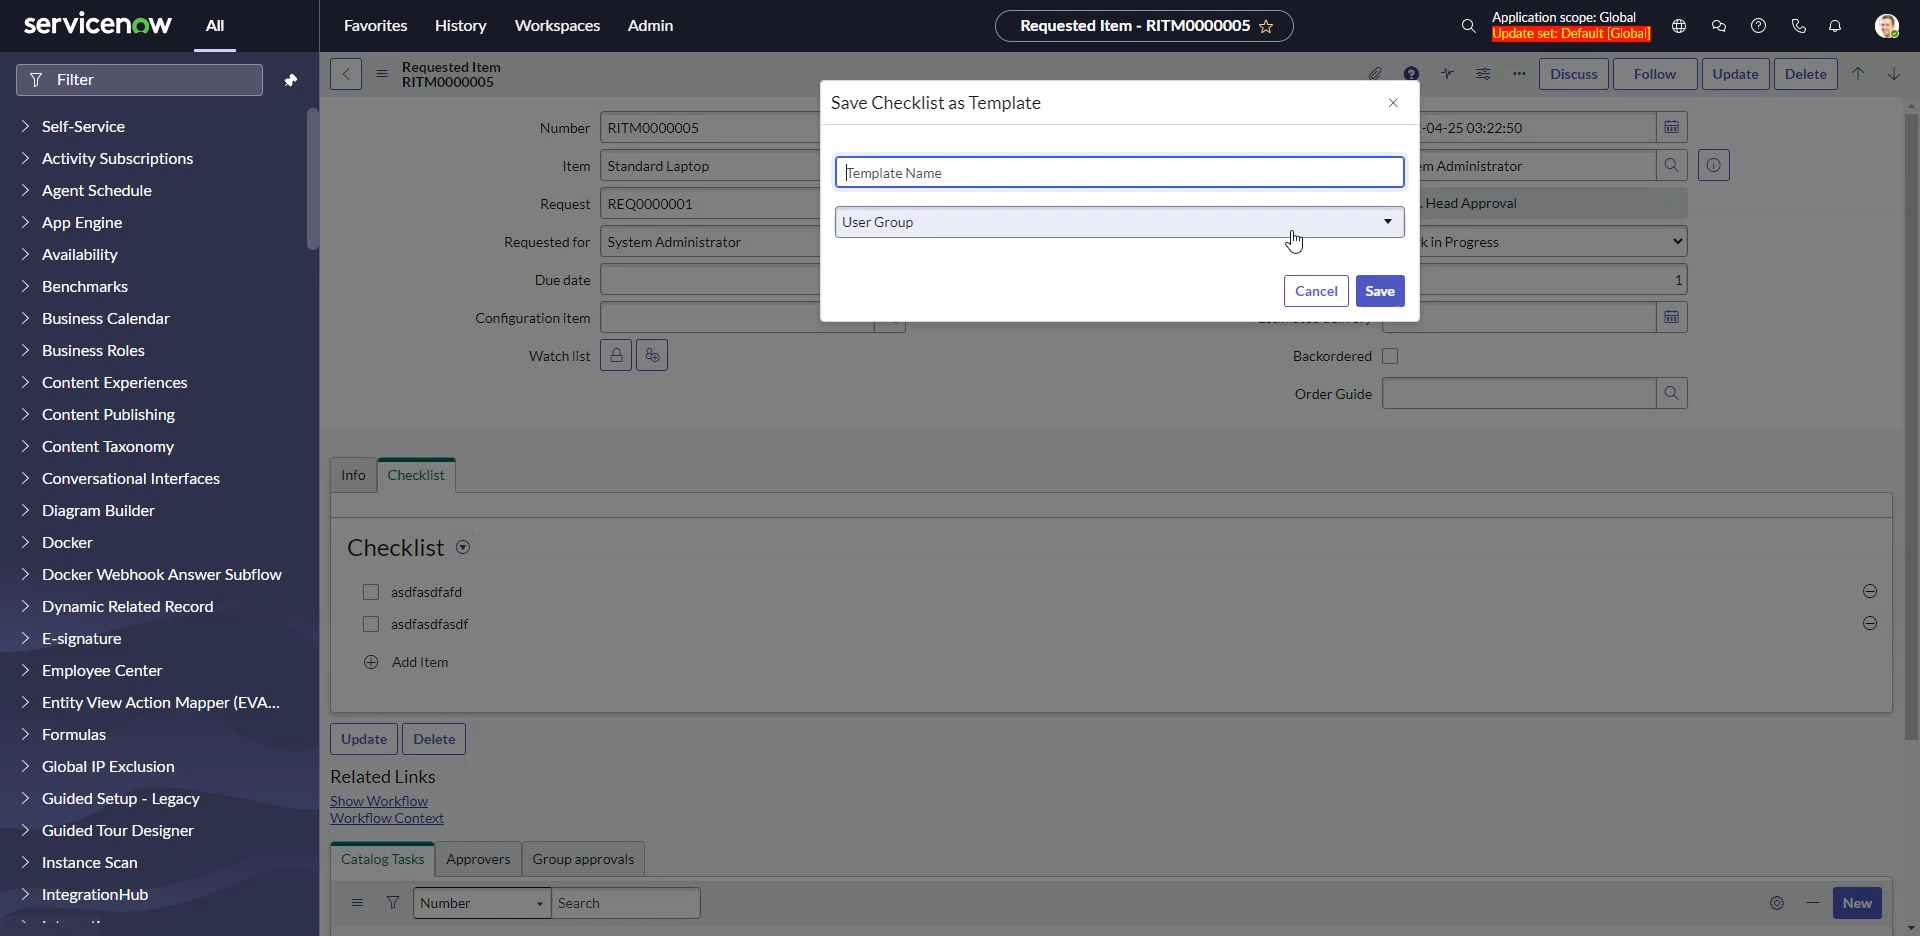 servicenow
All
Favorites
History
Workspaces
Admin
Requested Item - RITM0000005
Application scope: Global
Update set: Default [Global]
Filter
Self-Service
Activity Subscriptions
Agent Schedule
App Engine
Availability
Benchmarks
Business Calendar
Business Roles
Content Experiences
Content Publishing
Content Taxonomy
Conversational Interfaces
Diagram Builder
Docker
Docker Webhook Answer Subflow
Dynamic Related Record
E-signature
Employee Center
Entity View Action Mapper (EVA...
Formulas
Global IP Exclusion
Guided Setup - Legacy
Guided Tour Designer
Instance Scan
IntegrationHub
Requested Item
RITM0000005
Discuss
Follow
Update
Delete
Number RITM0000005
Item Standard Laptop
Request REQ0000001
Requested for System Administrator
Due date
Configuration item
Watch list
-04-25 03:22:50
em Administrator
. Head Approval
k in Progress
1
Estimated delivery
Backordered
Order Guide
Save Checklist as Template
Template Name
User Group
Cancel
Save
Info
Checklist
Checklist
asdfasdfafd
asdfasdfasdf
Add Item
Update
Delete
Related Links
Show Workflow
Workflow Context
Catalog Tasks
Approvers
Group approvals
Number
Search
New